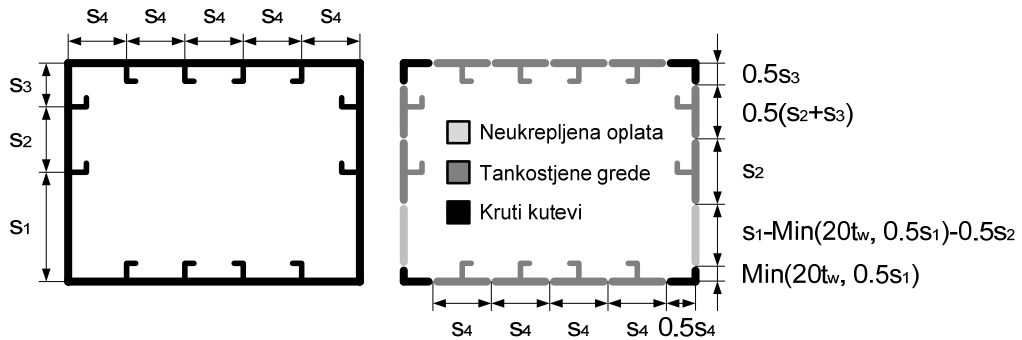 s4 s4 s4 s4 s4
s3
s2
s1
Neukrepljena oplata
Tankostjene grede
Kruti kutevi
0.5s3
0.5(s2+s3)
s2
s1-Min(20tw, 0.5s1)-0.5s2
Min(20tw, 0.5s1)
s4 s4 s4 s4 0.5s4